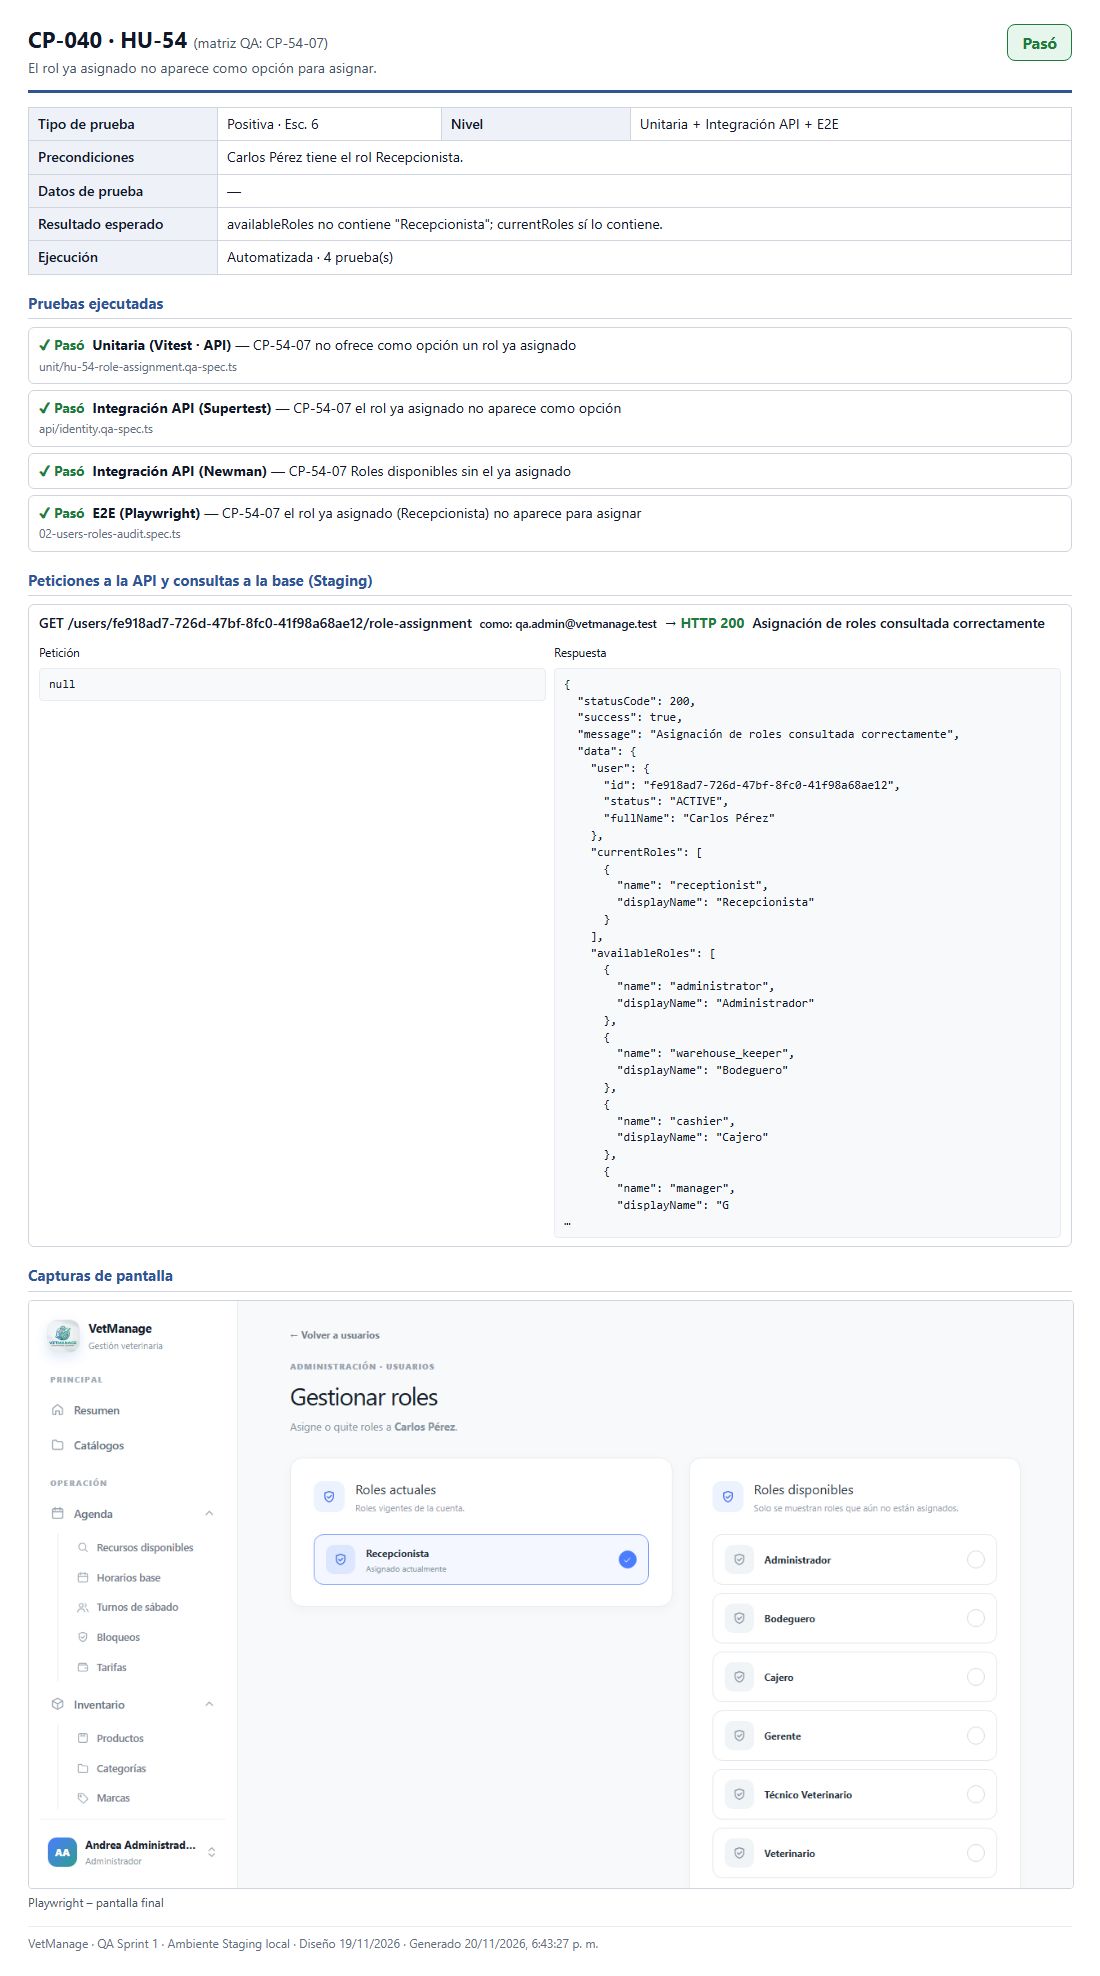 CP-040 · HU-54 (matriz QA: CP-54-07)
Pasó
El rol ya asignado no aparece como opción para asignar.
Tipo de prueba Positiva · Esc. 6 Nivel Unitaria + Integración API + E2E
Precondiciones Carlos Pérez tiene el rol Recepcionista.
Datos de prueba —
Resultado esperado availableRoles no contiene "Recepcionista"; currentRoles sí lo contiene.
Ejecución Automatizada · 4 prueba(s)
Pruebas ejecutadas
✓ Pasó Unitaria (Vitest · API) — CP-54-07 no ofrece como opción un rol ya asignado
unit/hu-54-role-assignment.qa-spec.ts
✓ Pasó Integración API (Supertest) — CP-54-07 el rol ya asignado no aparece como opción
api/identity.qa-spec.ts
✓ Pasó Integración API (Newman) — CP-54-07 Roles disponibles sin el ya asignado
✓ Pasó E2E (Playwright) — CP-54-07 el rol ya asignado (Recepcionista) no aparece para asignar
02-users-roles-audit.spec.ts
Peticiones a la API y consultas a la base (Staging)
GET /users/fe918ad7-726d-47bf-8fc0-41f98a68ae12/role-assignment como: qa.admin@vetmanage.test → HTTP 200 Asignación de roles consultada correctamente
Petición
null
Respuesta
{
"statusCode": 200,
"success": true,
"message": "Asignación de roles consultada correctamente",
"data": {
"user": {
"id": "fe918ad7-726d-47bf-8fc0-41f98a68ae12",
"status": "ACTIVE",
"fullName": "Carlos Pérez"
},
"currentRoles": [
{
"name": "receptionist",
"displayName": "Recepcionista"
}
],
"availableRoles": [
{
"name": "administrator",
"displayName": "Administrador"
},
{
"name": "warehouse_keeper",
"displayName": "Bodeguero"
},
{
"name": "cashier",
"displayName": "Cajero"
},
{
"name": "manager",
"displayName": "G
…
Capturas de pantalla
VetManage
Gestión veterinaria
PRINCIPAL
Resumen
Catálogos
OPERACIÓN
Agenda
Recursos disponibles
Horarios base
Turnos de sábado
Bloqueos
Tarifas
Inventario
Productos
Categorías
Marcas
AA
Andrea Administrad...
Administrador
← Volver a usuarios
ADMINISTRACIÓN · USUARIOS
Gestionar roles
Asigne o quite roles a Carlos Pérez.
Roles actuales
Roles vigentes de la cuenta.
Recepcionista
Asignado actualmente
Roles disponibles
Solo se muestran roles que aún no están asignados.
Administrador
Bodeguero
Cajero
Gerente
Técnico Veterinario
Veterinario
Playwright – pantalla final
VetManage · QA Sprint 1 · Ambiente Staging local · Diseño 19/11/2026 · Generado 20/11/2026, 6:43:27 p. m.